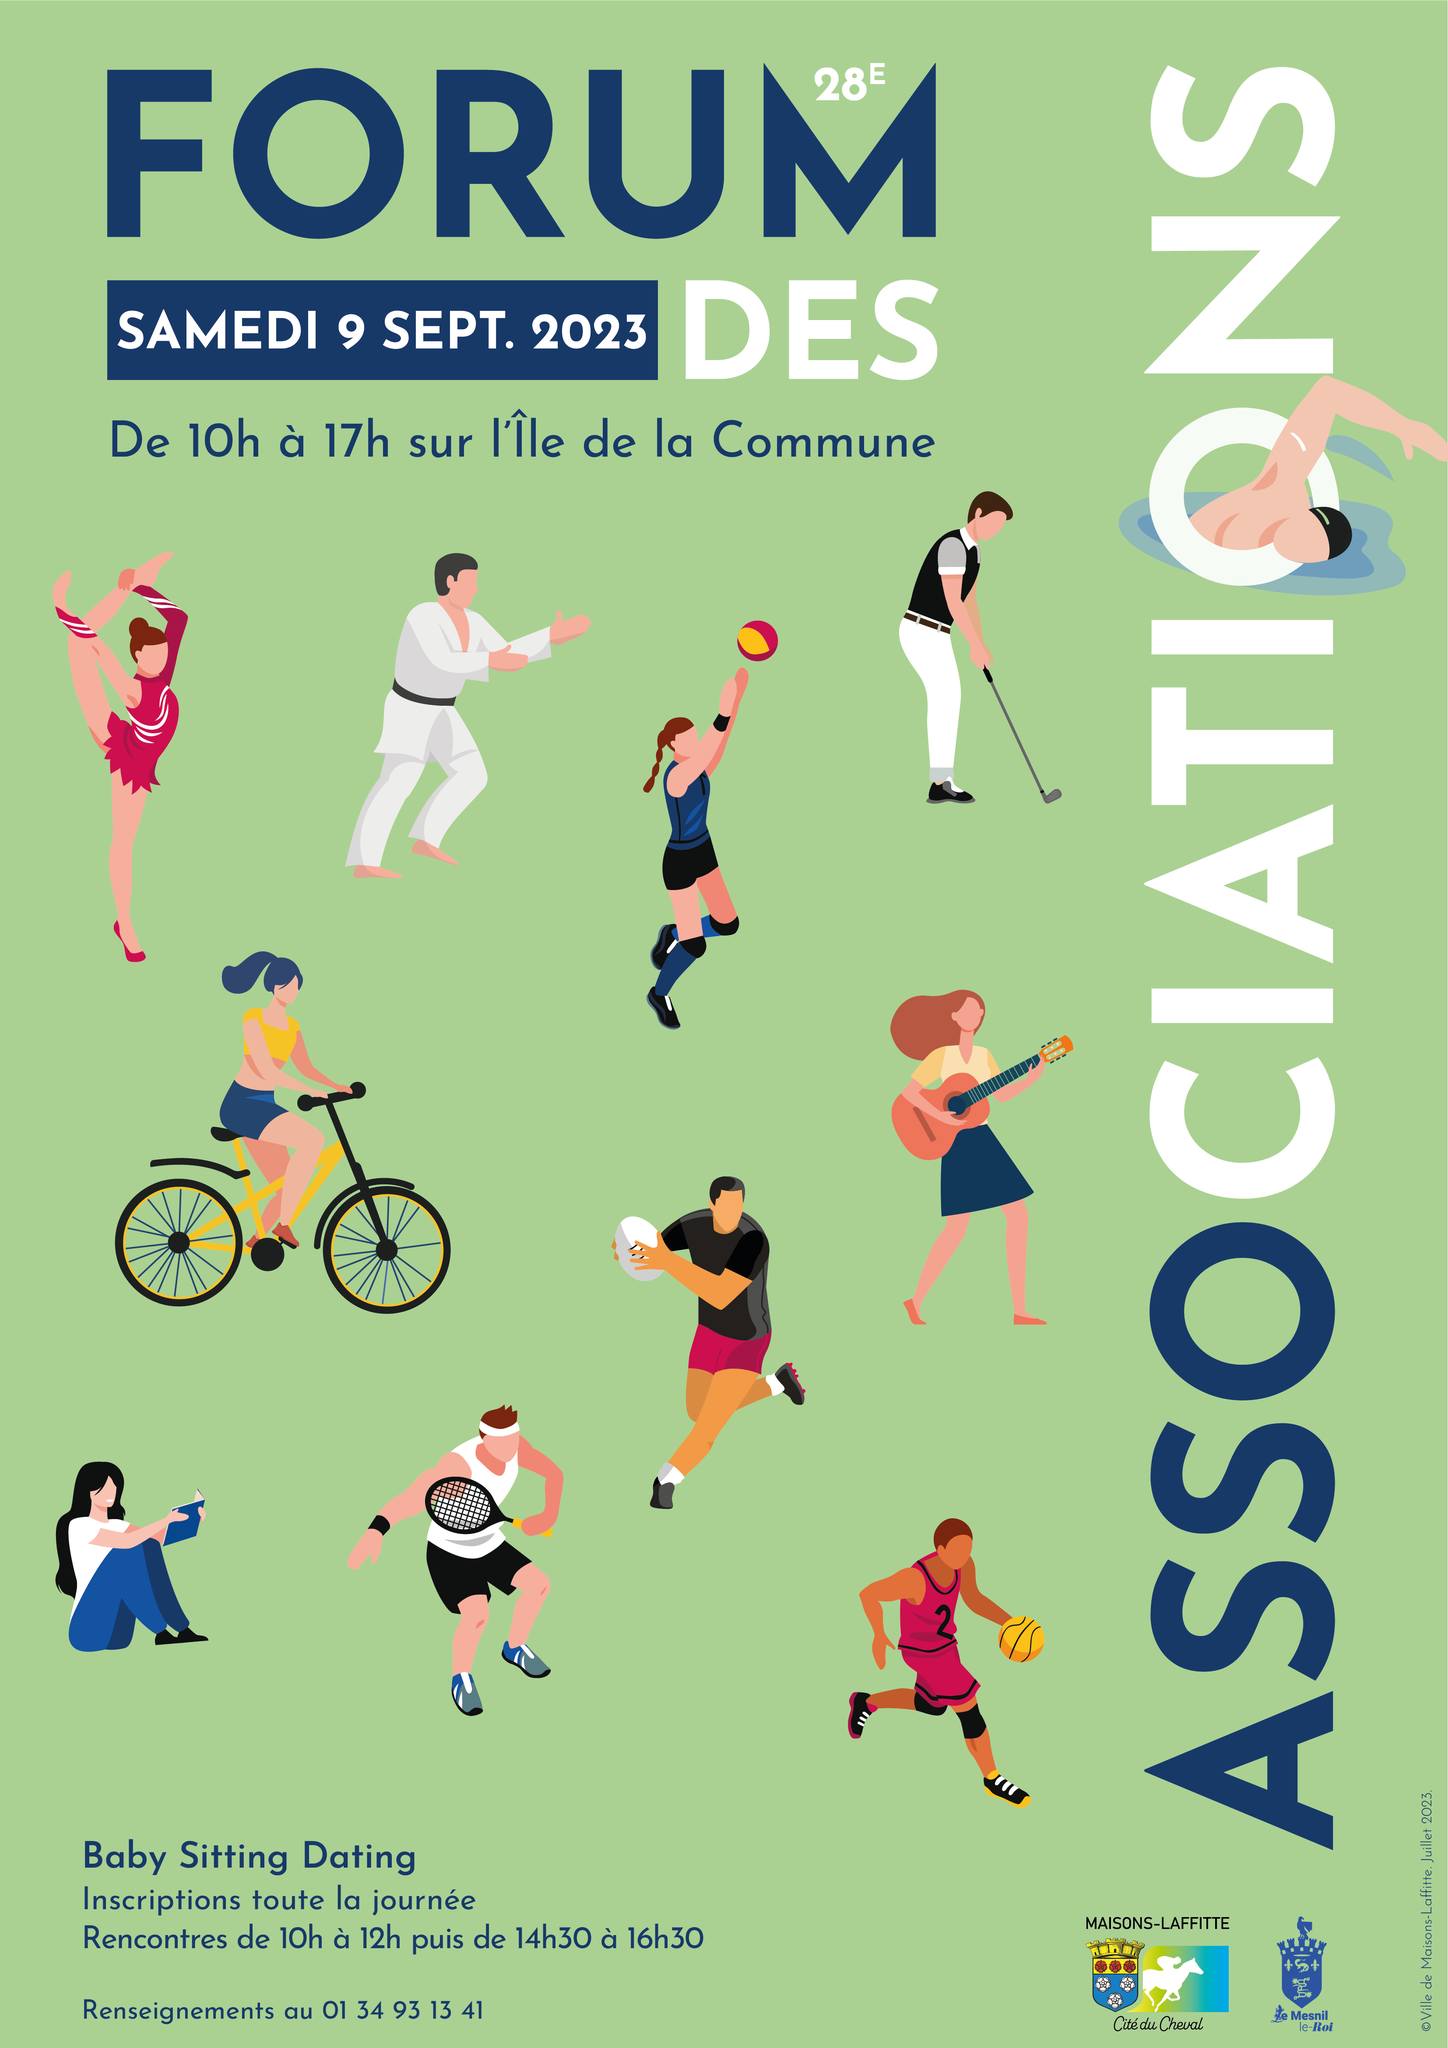 FORUM
28E
SAMEDI 9 SEPT. 2023
DES
ASSOCIATIONS
De 10h à 17h sur l'Île de la Commune
2
Baby Sitting Dating
Inscriptions toute la journée
Rencontres de 10h à 12h puis de 14h30 à 16h30
Renseignements au 01 34 93 13 41
MAISONS-LAFFITTE
Cité du Cheval
Le Mesnil
le-Roi
©Ville de Maisons-Laffitte. Juillet 2023.